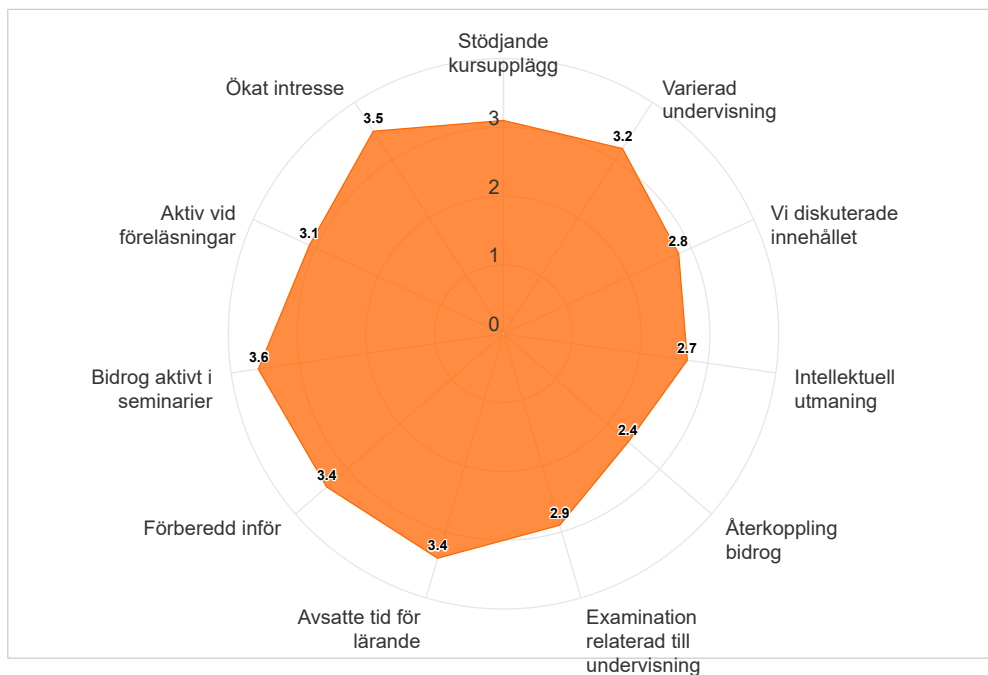 Stödjande
kursupplägg
Varierad
undervisning
Vi diskuterade
innehållet
Intellektuell
utmaning
Återkoppling
bidrog
Examination
relaterad till
undervisning
Avsatte tid för
lärande
Förberedd inför
Bidrog aktivt i
seminarier
Aktiv vid
föreläsningar
Ökat intresse
3
2
1
0
3.2
2.8
2.7
2.4
2.9
3.4
3.4
3.6
3.1
3.5